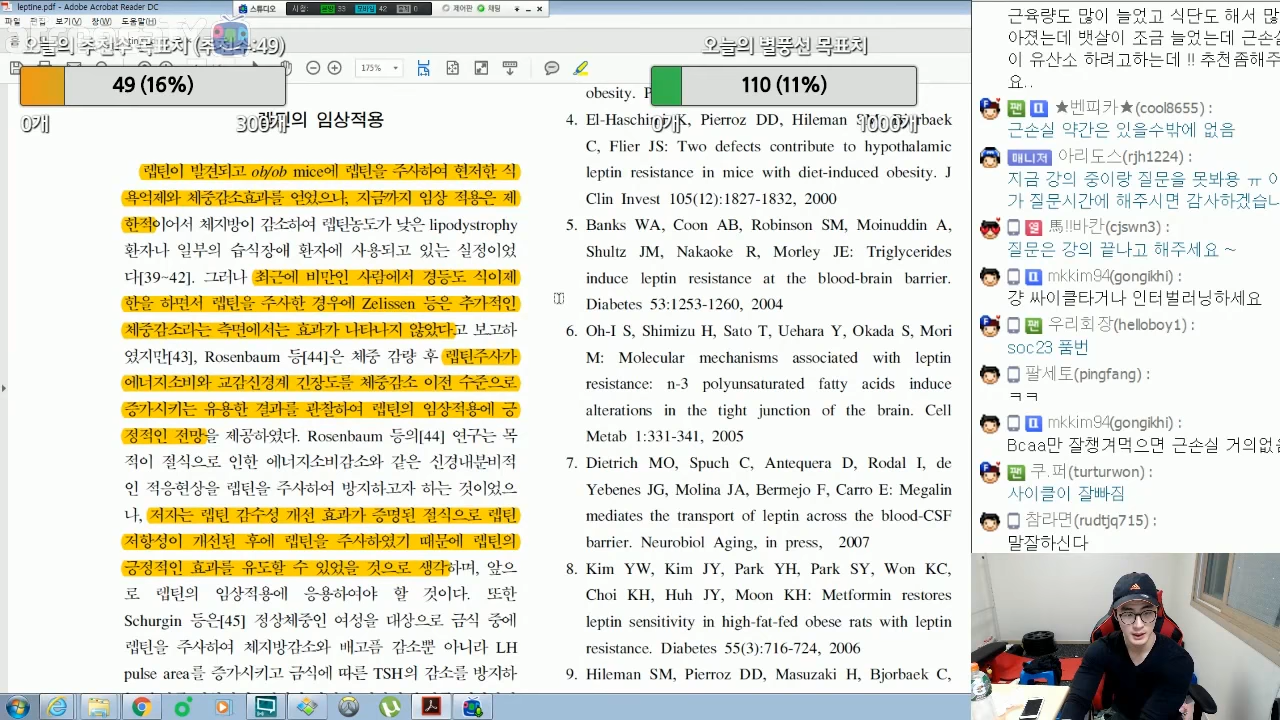 leptine.pdf - Adobe Acrobat Reader DC
스튜디오
시청:
본방 33
모바일 42
중계 0
제어판
채팅
파일 편집 보기(V) 도움말(H)
오늘의 추천수 목표치 (추천수:49)
49 (16%)
0개
300개
오늘의 별풍선 목표치
110 (11%)
0개
1000개
175%
렙틴의 임상적용
렙틴이 발견되고 ob/ob mice에 렙틴을 주사하여 현저한 식
욕억제와 체중감소효과를 얻었으나, 지금까지 임상 적용은 제
한적이어서 체지방이 감소하여 렙틴농도가 낮은 lipodystrophy
환자나 일부의 습식장애 환자에 사용되고 있는 실정이었
다[39~42]. 그러나 최근에 비만인 사람에서 경등도 식이제
한을 하면서 렙틴을 주사한 경우에 Zelissen 등은 추가적인
체중감소라는 측면에서는 효과가 나타나지 않았다고 보고하
였지만[43], Rosenbaum 등[44]은 체중 감량 후 렙틴주사가
에너지소비와 교감신경계 긴장도를 체중감소 이전 수준으로
증가시키는 유용한 결과를 관찰하여 렙틴의 임상적용에 긍
정적인 전망을 제공하였다. Rosenbaum 등의[44] 연구는 목
적이 절식으로 인한 에너지소비감소와 같은 신경내분비적
인 적응현상을 렙틴을 주사하여 방지하고자 하는 것이었으
나, 저자는 렙틴 감수성 개선 효과가 증명된 절식으로 렙틴
저항성이 개선된 후에 렙틴을 주사하였기 때문에 렙틴의
긍정적인 효과를 유도할 수 있었을 것으로 생각하며, 앞으
로 렙틴의 임상적용에 응용하여야 할 것이다. 또한
Schurgin 등은[45] 정상체중인 여성을 대상으로 금식 중에
렙틴을 주사하여 체지방감소와 배고픔 감소뿐 아니라 LH
pulse area를 증가시키고 금식에 따른 TSH의 감소를 방지하
obesity.
4. El-Haschimi K, Pierroz DD, Hileman SM, Bjorbaek
C, Flier JS: Two defects contribute to hypothalamic
leptin resistance in mice with diet-induced obesity. J
Clin Invest 105(12):1827-1832, 2000
5. Banks WA, Coon AB, Robinson SM, Moinuddin A,
Shultz JM, Nakaoke R, Morley JE: Triglycerides
induce leptin resistance at the blood-brain barrier.
Diabetes 53:1253-1260, 2004
6. Oh-I S, Shimizu H, Sato T, Uehara Y, Okada S, Mori
M: Molecular mechanisms associated with leptin
resistance: n-3 polyunsaturated fatty acids induce
alterations in the tight junction of the brain. Cell
Metab 1:331-341, 2005
7. Dietrich MO, Spuch C, Antequera D, Rodal I, de
Yebenes JG, Molina JA, Bermejo F, Carro E: Megalin
mediates the transport of leptin across the blood-CSF
barrier. Neurobiol Aging, in press, 2007
8. Kim YW, Kim JY, Park YH, Park SY, Won KC,
Choi KH, Huh JY, Moon KH: Metformin restores
leptin sensitivity in high-fat-fed obese rats with leptin
resistance. Diabetes 55(3):716-724, 2006
9. Hileman SM, Pierroz DD, Masuzaki H, Bjorbaek C,
근육량도 많이 늘었고 식단도 해서 많
아졌는데 뱃살이 조금 늘었는데 근손실
이 유산소 하려고하는데 !! 추천좀해주
요..
팬 ★벤피카★(cool8655) :
근손실 약간은 있을수밖에 없음
매니저 아리도스(rjh1224) :
지금 강의 중이랑 질문을 못봐용 ㅠ
가 질문시간에 해주시면 감사하겠습니
열 馬!!바칸(cjswn3) :
질문은 강의 끝나고 해주세요 ~
mkkim94(gongikhi) :
걍 싸이클타거나 인터벌러닝하세요
팬 우리회장(helloboy1) :
soc23 품번
팔세토(pingfang) :
ㅋㅋ
mkkim94(gongikhi) :
Bcaa만 잘챙겨먹으면 근손실 거의없음
팬 쿠.퍼(turturwon) :
사이클이 잘빠짐
참라면(rudtjq715) :
말잘하신다